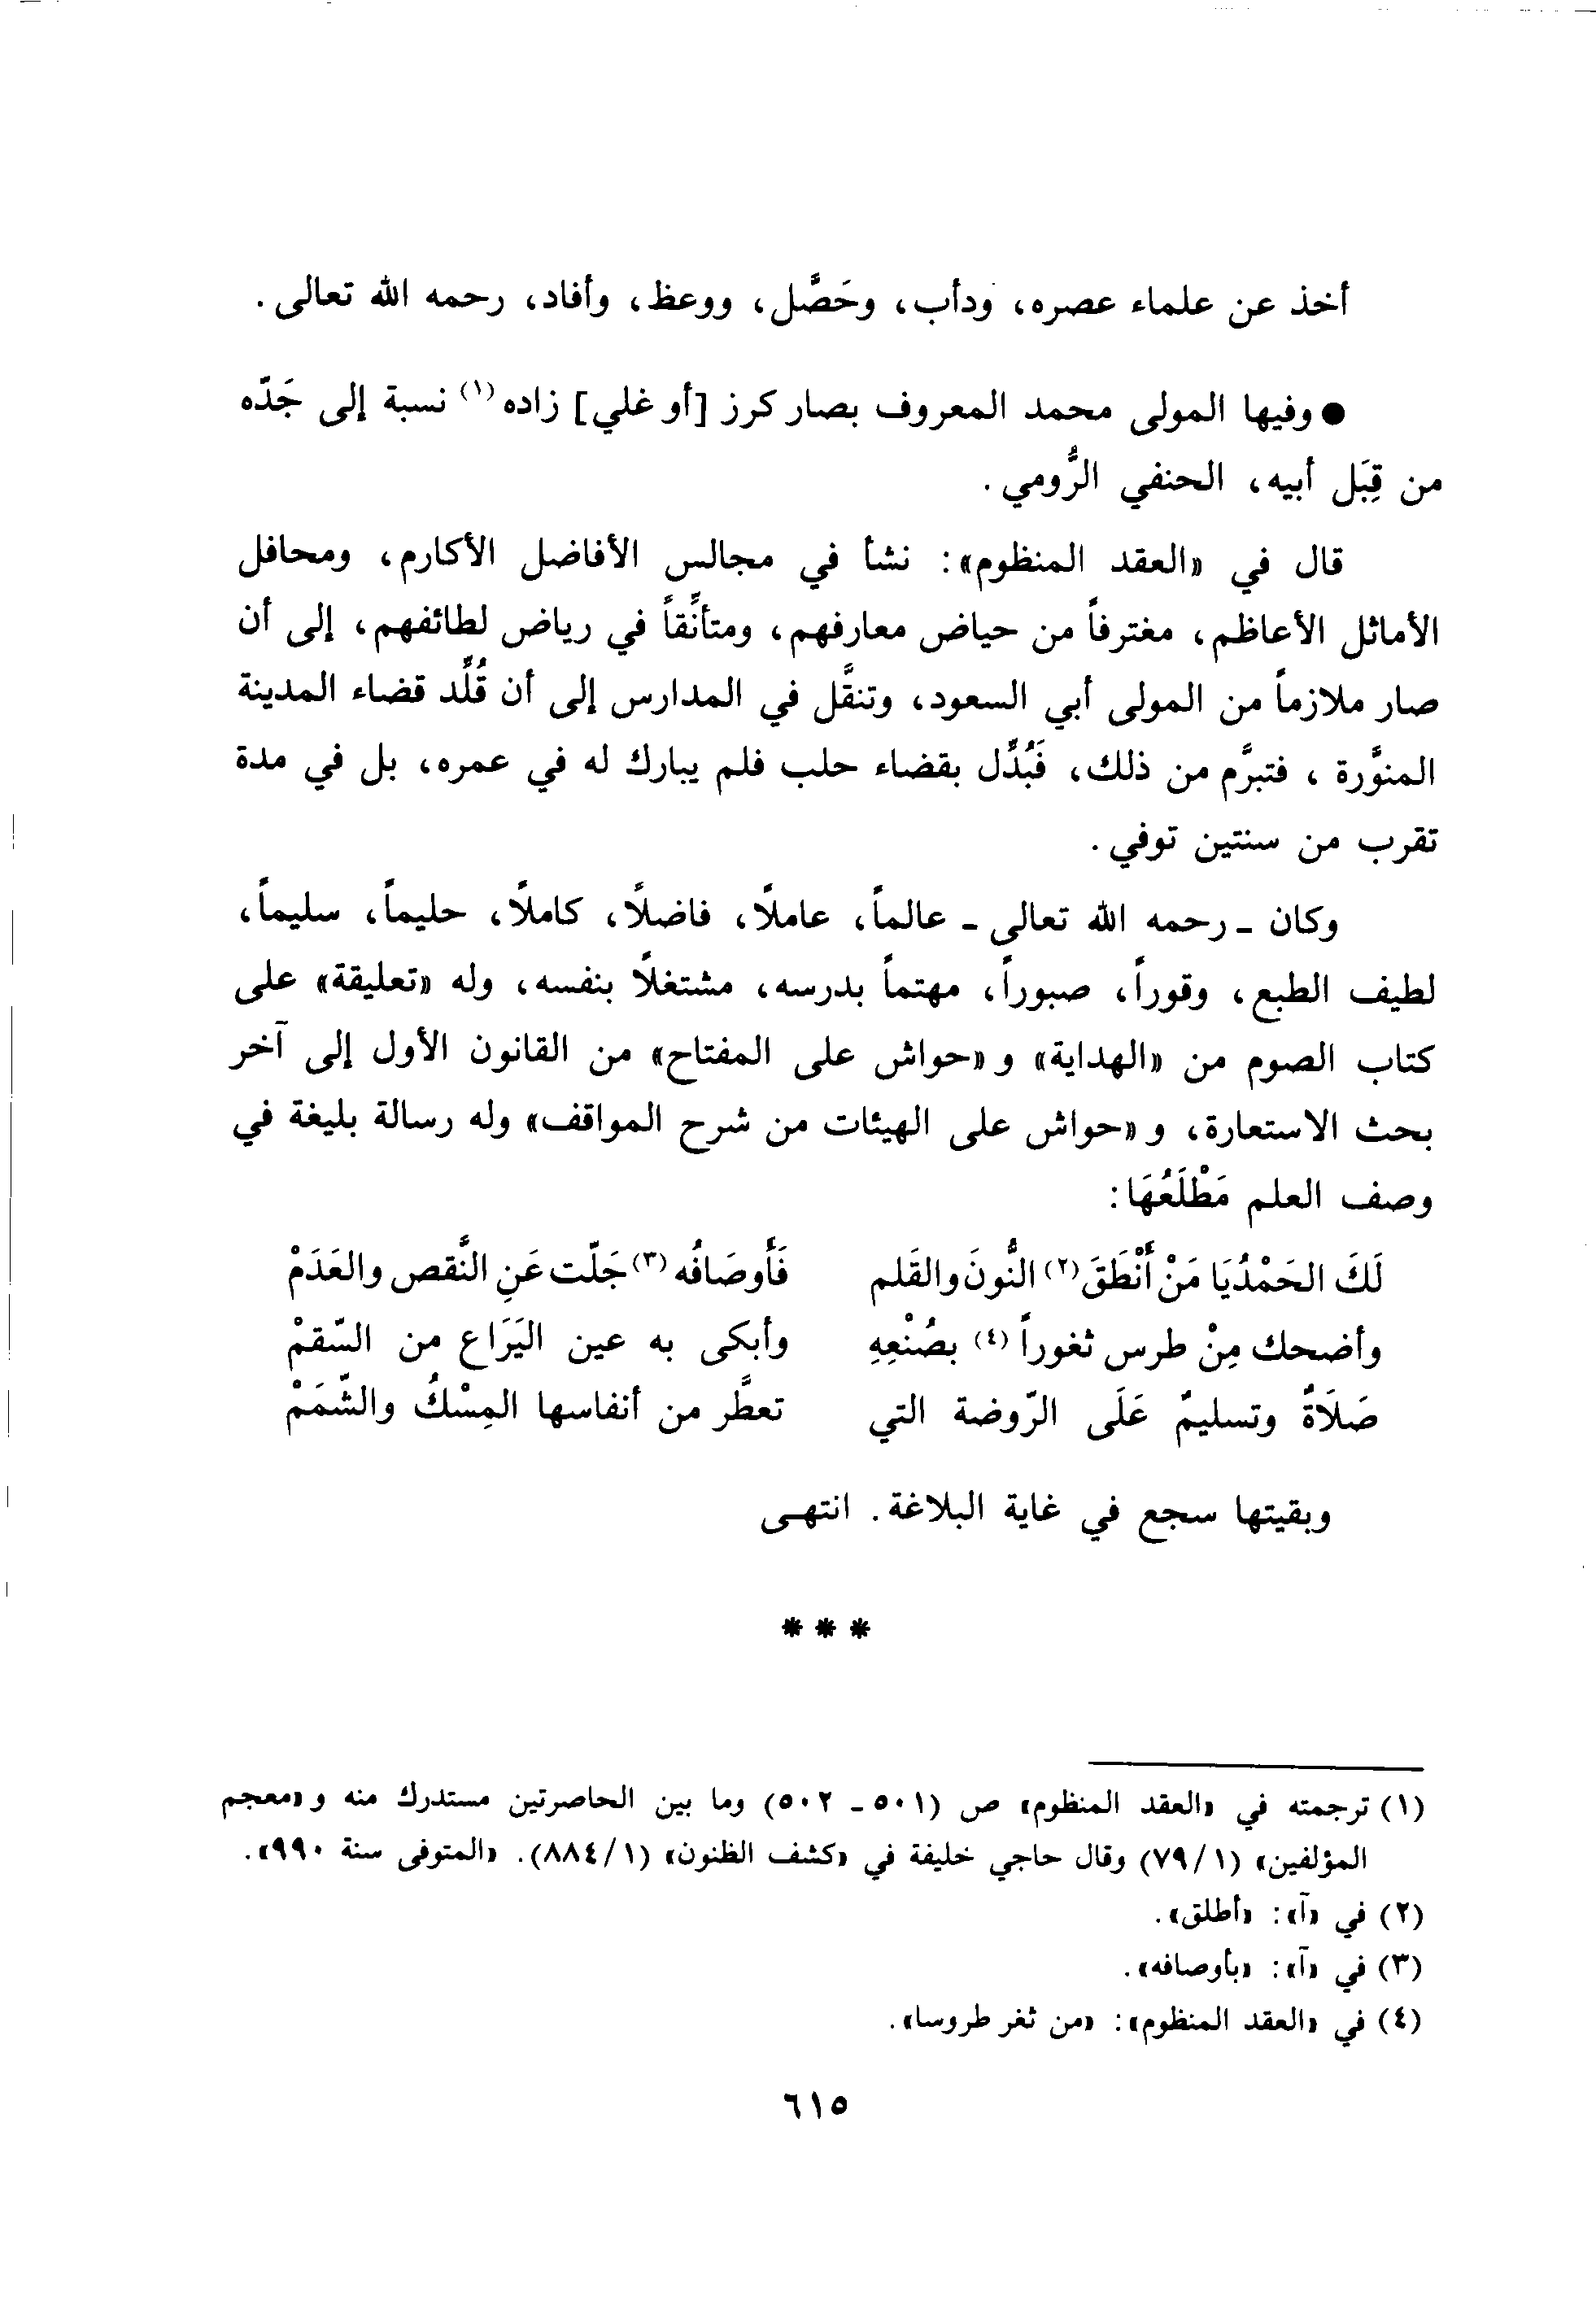 أخذ عن علماء عصره، ودأب، وحَصَّل، ووعظ، وأفاد، رحمه الله تعالى.
● وفيها المولى محمد المعروف بصار كرز [أو غلي] زاده (١) نسبة إلى جَدّه
من قِبَل أبيه، الحنفي الرُّومي.
قال في «العقد المنظوم»: نشأ في مجالس الأفاضل الأكارم، ومحافل
الأماثل الأعاظم، مغترفاً من حياض معارفهم، ومتأنِّقاً في رياض لطائفهم، إلى أن
صار ملازماً من المولى أبي السعود، وتنقَّل في المدارس إلى أن قُلِّد قضاء المدينة
المنوَّرة ، فتبرَّم من ذلك، فَبُدِّل بقضاء حلب فلم يبارك له في عمره، بل في مدة
تقرب من سنتين توفي.
وكان ـ رحمه الله تعالى ـ عالماً، عاملاً، فاضلاً، كاملاً، حليماً، سليماً،
لطيف الطبع، وقوراً، صبوراً، مهتماً بدرسه، مشتغلاً بنفسه، وله «تعليقة» على
كتاب الصوم من «الهداية» و «حواش على المفتاح» من القانون الأول إلى آخر
بحث الاستعارة، و «حواش على الهيئات من شرح المواقف» وله رسالة بليغة في
وصف العلم مَطْلَعُهَا:
لَكَ الحَمْدُيَا مَنْ أَنْطَقَ (٢) النُّونَ والقَلم فَأَوصَافُه (٣) جَلّت عَنِ النَّقص والعَدَمْ
وأضحك مِنْ طرس ثغوراً (٤) بصُنْعِهِ وأبكى به عين اليَرَاع من السّقمْ
صَلَاةٌ وتسليمٌ عَلَى الرّوضة التي تعطَّر من أنفاسها المِسْكُ والشَّمَمْ
وبقيتها سجع في غاية البلاغة. انتهـى
***
(١) ترجمته في «العقد المنظوم» ص (٥٠١ ـ ٥٠٢) وما بين الحاصرتين مستدرك منه و «معجم
المؤلفين» (٧٩/١) وقال حاجي خليفة في «كشف الظنون» (٨٨٤/١). «المتوفى سنة ٩٩٠».
(٢) في «آ»: «أطلق».
(٣) في «آ»: «بأوصافه».
(٤) في «العقد المنظوم»: «من ثغر طروسا».
٦١٥